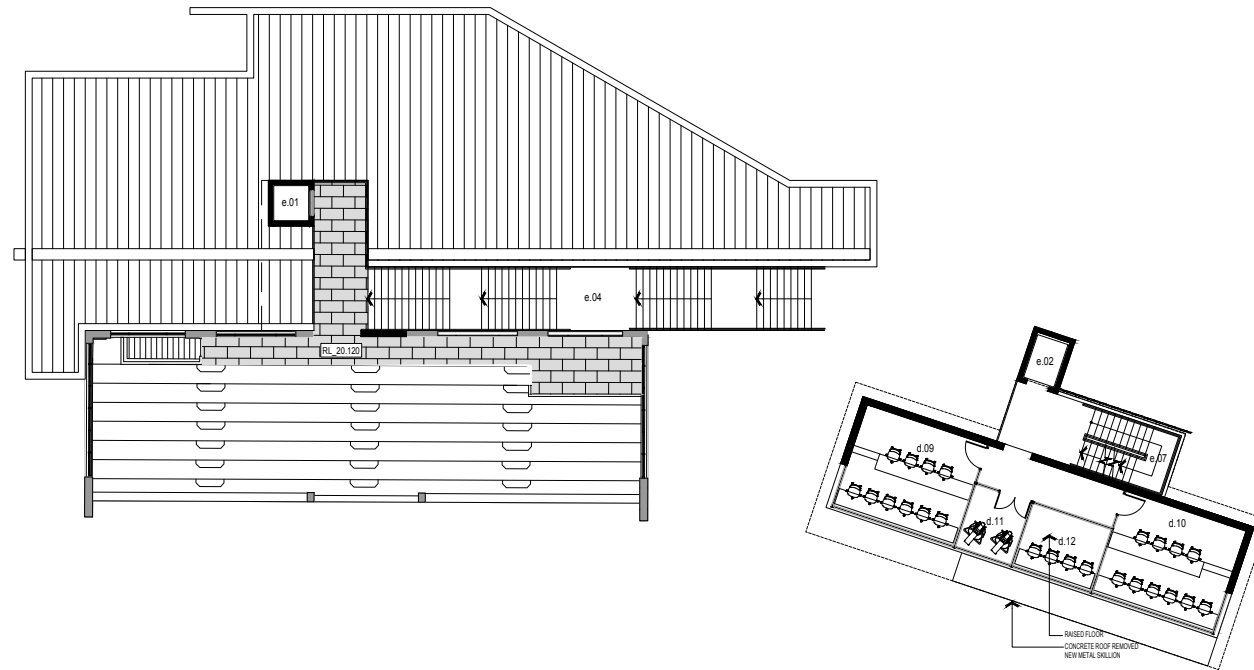 e.01
e.04
RL_20.120
e.02
e.07
d.09
d.10
d.11
d.12
RAISED FLOOR
CONCRETE ROOF REMOVED
NEW METAL SKILLION